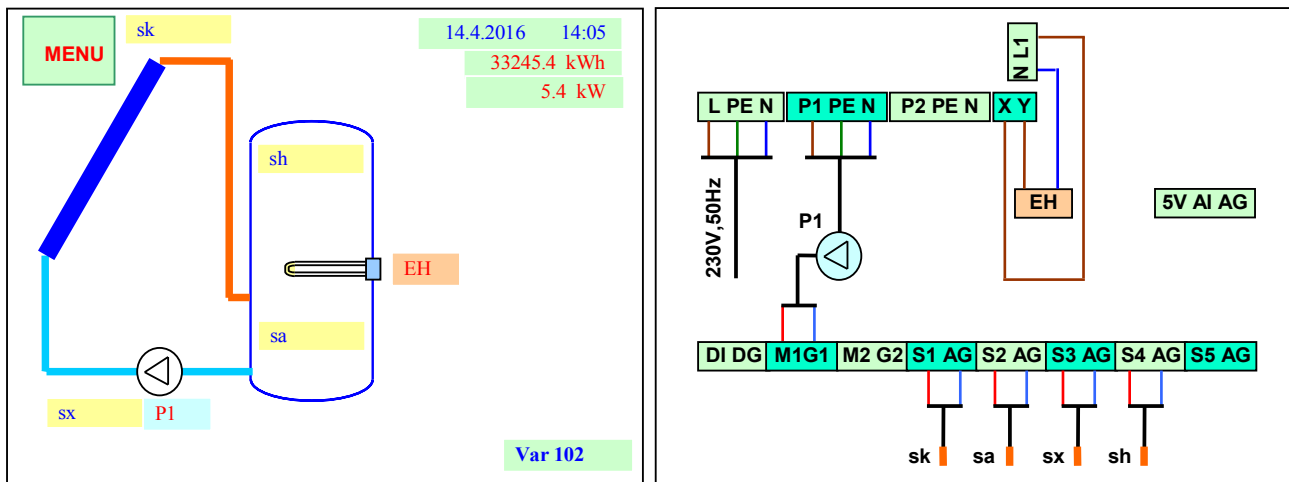 sk
MENU
14.4.2016 14:05
33245.4 kWh
5.4 kW
sh
EH
sa
sx P1
Var 102
N L1
L PE N P1 PE N P2 PE N X Y
EH
5V AI AG
230V,50Hz
P1
DI DG M1G1 M2 G2 S1 AG S2 AG S3 AG S4 AG S5 AG
sk sa sx sh